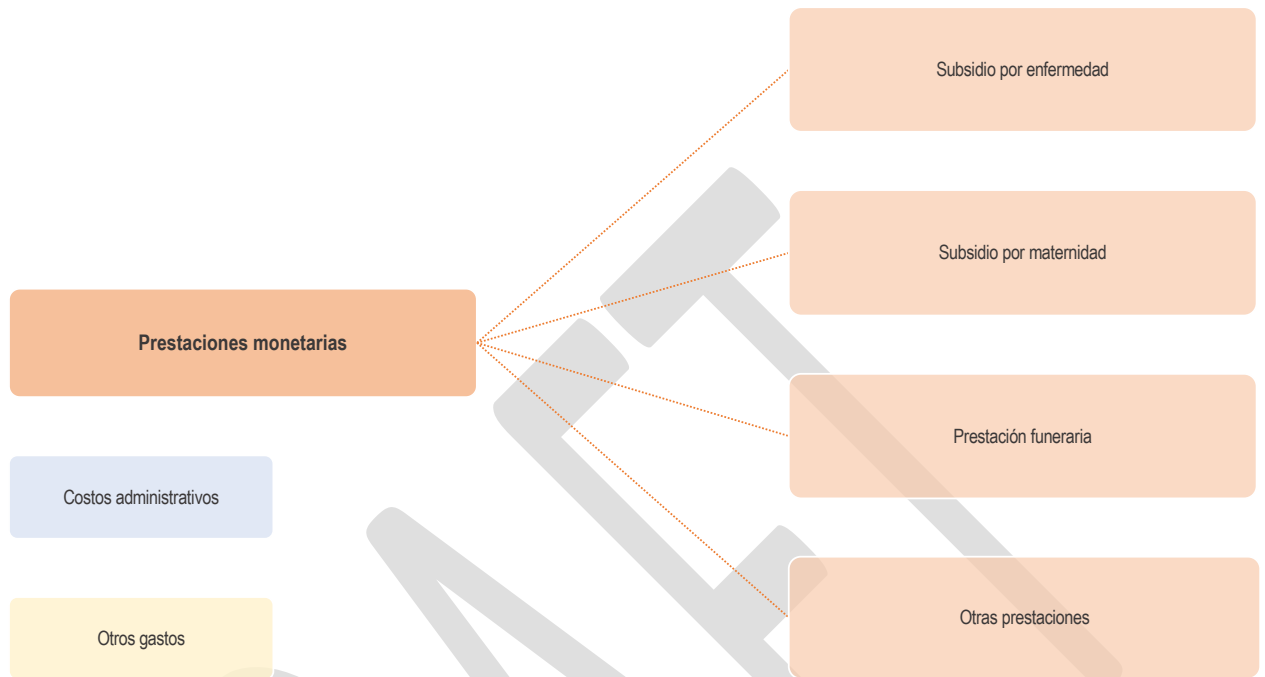 Subsidio por enfermedad
Subsidio por maternidad
Prestaciones monetarias
Prestación funeraria
Costos administrativos
Otras prestaciones
Otros gastos